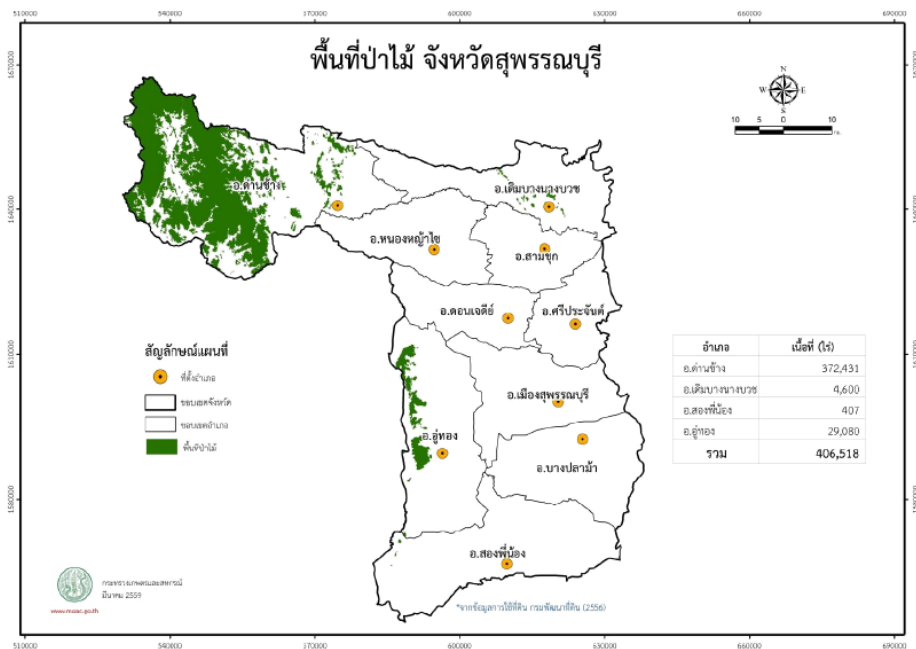 510000 540000 570000 600000 630000 660000 690000
พื้นที่ป่าไม้ จังหวัดสุพรรณบุรี
1670000
1670000
N
W E
S
10 5 0 10
อ.ด่านช้าง
อ.เดิมบางนางบวช
1640000
1640000
อ.หนองหญ้าไซ
อ.สามชุก
อ.ดอนเจดีย์
อ.ศรีประจันต์
1610000
1610000
สัญลักษณ์แผนที่
ที่ตั้งอำเภอ
ขอบเขตจังหวัด
ขอบเขตอำเภอ
พื้นที่ป่าไม้
อ.เมืองสุพรรณบุรี
อ.อู่ทอง
อ.บางปลาม้า
อำเภอ เนื้อที่ (ไร่)
อ.ด่านช้าง 372,431
อ.เดิมบางนางบวช 4,600
อ.สองพี่น้อง 407
อ.อู่ทอง 29,080
รวม 406,518
1580000
1580000
อ.สองพี่น้อง
กระทรวงเกษตรและสหกรณ์
มีนาคม 2559
www.moac.go.th
*จากข้อมูลการใช้ที่ดิน กรมพัฒนาที่ดิน (2556)
510000 540000 570000 600000 630000 660000 690000